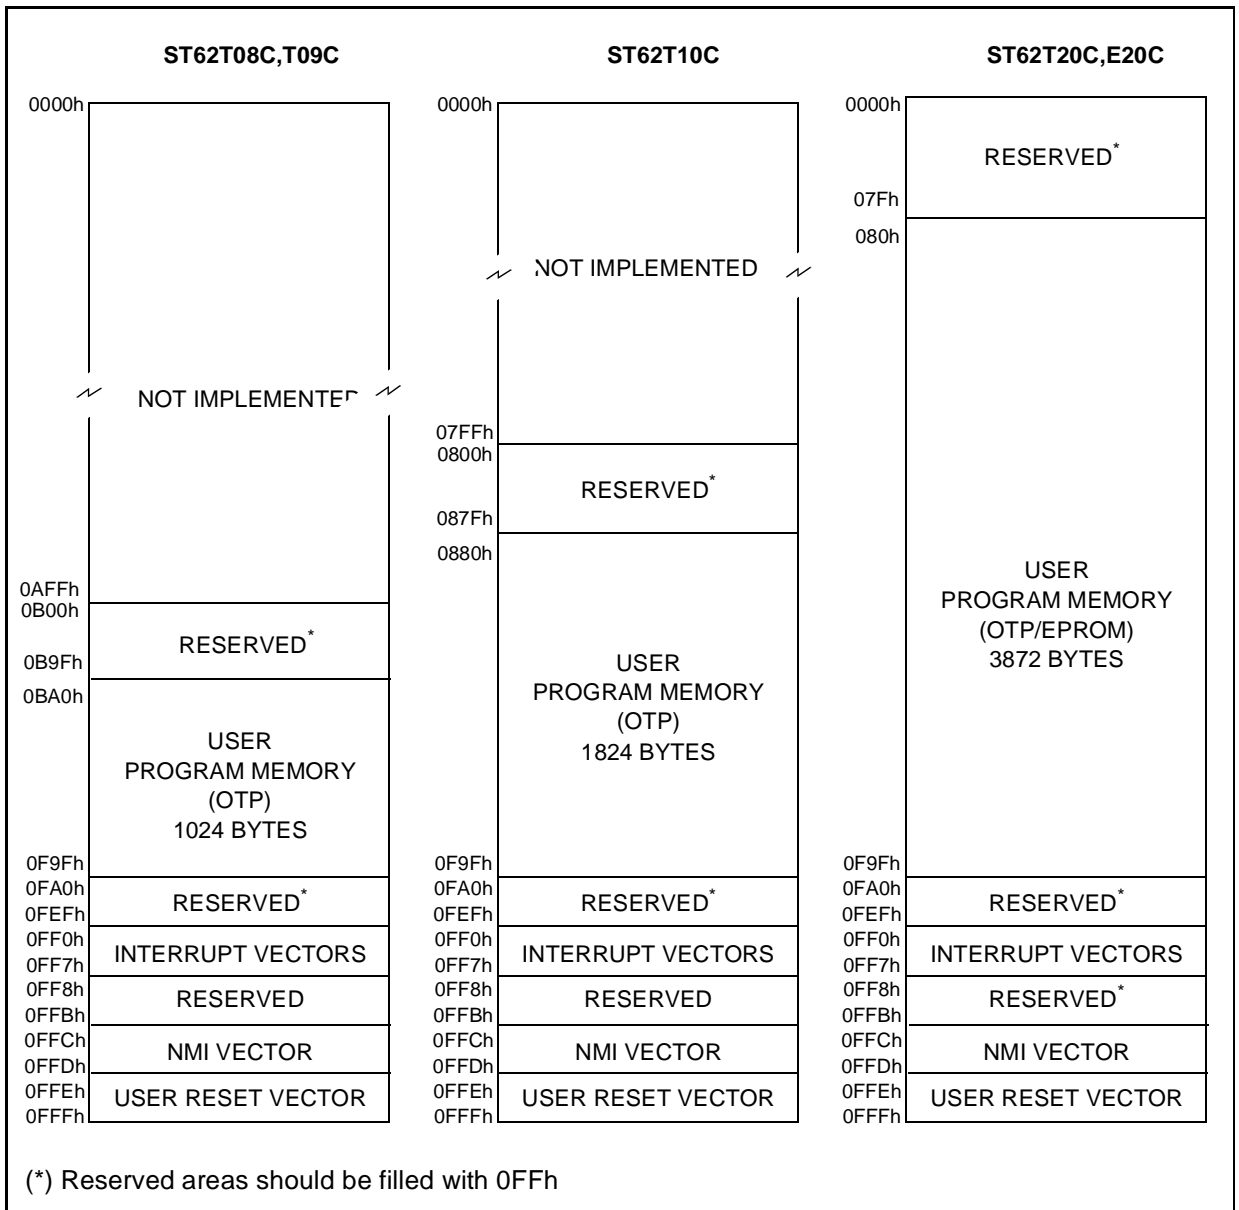 ST62T08C,T09C
0000h
NOT IMPLEMENTED
0AFFh
0B00h
RESERVED*
0B9Fh
0BA0h
USER
PROGRAM MEMORY
(OTP)
1024 BYTES
0F9Fh
0FA0h
RESERVED*
0FEFh
0FF0h
INTERRUPT VECTORS
0FF7h
0FF8h
RESERVED
0FFBh
0FFCh
NMI VECTOR
0FFDh
0FFEh
USER RESET VECTOR
0FFFh
ST62T10C
0000h
NOT IMPLEMENTED
07FFh
0800h
RESERVED*
087Fh
0880h
USER
PROGRAM MEMORY
(OTP)
1824 BYTES
0F9Fh
0FA0h
RESERVED*
0FEFh
0FF0h
INTERRUPT VECTORS
0FF7h
0FF8h
RESERVED
0FFBh
0FFCh
NMI VECTOR
0FFDh
0FFEh
USER RESET VECTOR
0FFFh
ST62T20C,E20C
0000h
RESERVED*
07Fh
080h
USER
PROGRAM MEMORY
(OTP/EPROM)
3872 BYTES
0F9Fh
0FA0h
RESERVED*
0FEFh
0FF0h
INTERRUPT VECTORS
0FF7h
0FF8h
RESERVED*
0FFBh
0FFCh
NMI VECTOR
0FFDh
0FFEh
USER RESET VECTOR
0FFFh
(*) Reserved areas should be filled with 0FFh